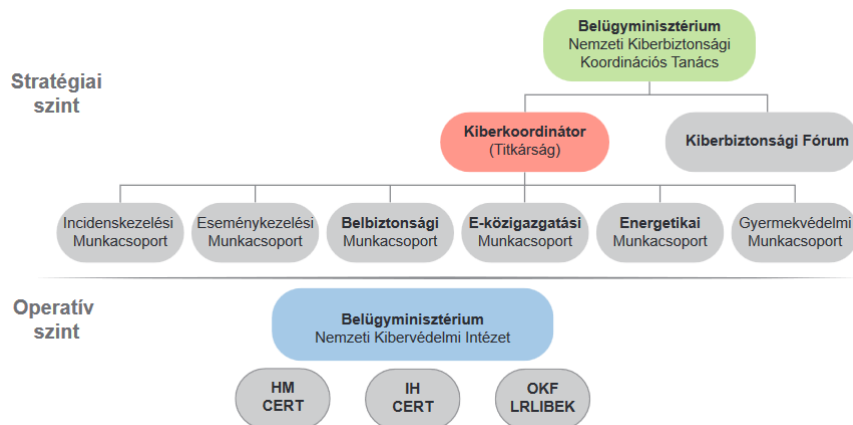 Belügyminisztérium
Nemzeti Kiberbiztonsági
Koordinációs Tanács
Stratégiai
szint
Kiberkoordinátor
(Titkárság)
Kiberbiztonsági Fórum
Incidenskezelési
Munkacsoport
Eseménykezelési
Munkacsoport
Belbiztonsági
Munkacsoport
E-közigazgatási
Munkacsoport
Energetikai
Munkacsoport
Gyermekvédelmi
Munkacsoport
Operatív
szint
Belügyminisztérium
Nemzeti Kibervédelmi Intézet
HM
CERT
IH
CERT
OKF
LRLIBEK